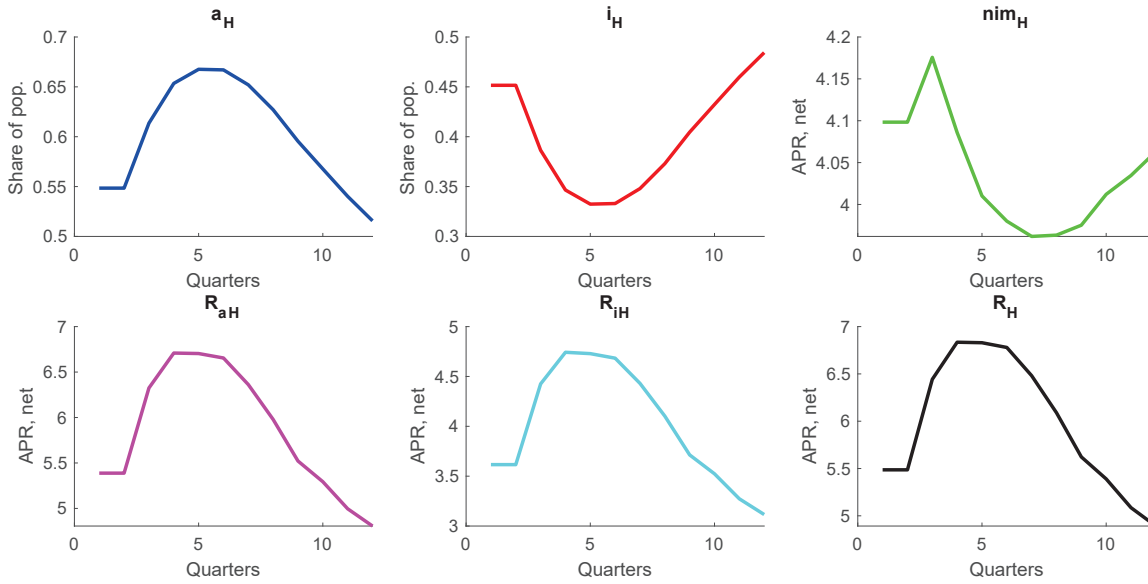 a_H
Share of pop.
0.7
0.65
0.6
0.55
0.5
0
5
10
Quarters
i_H
Share of pop.
0.5
0.45
0.4
0.35
0.3
0
5
10
Quarters
nim_H
APR, net
4.2
4.15
4.1
4.05
4
0
5
10
Quarters
R_aH
APR, net
7
6.5
6
5.5
5
0
5
10
Quarters
R_iH
APR, net
5
4.5
4
3.5
3
0
5
10
Quarters
R_H
APR, net
7
6.5
6
5.5
5
0
5
10
Quarters